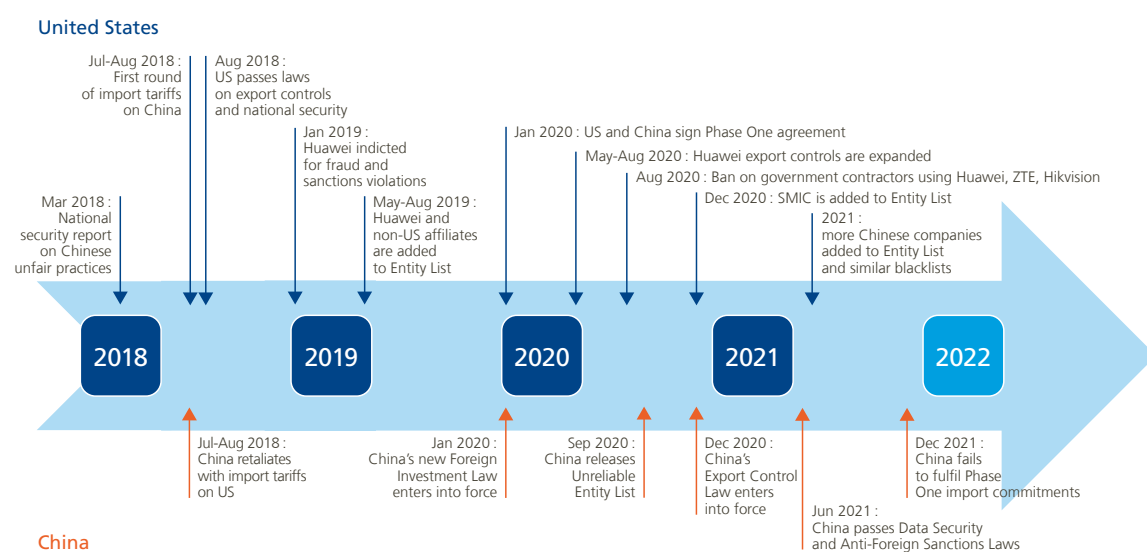 United States
Jul-Aug 2018 :
First round
of import tariffs
on China
Aug 2018 :
US passes laws
on export controls
and national security
Jan 2019 :
Huawei indicted
for fraud and
sanctions violations
Jan 2020 : US and China sign Phase One agreement
May-Aug 2020 : Huawei export controls are expanded
Aug 2020 : Ban on government contractors using Huawei, ZTE, Hikvision
Mar 2018 :
National
security report
on Chinese
unfair practices
May-Aug 2019 :
Huawei and
non-US affiliates
are added
to Entity List
Dec 2020 : SMIC is added to Entity List
2021 :
more Chinese companies
added to Entity List
and similar blacklists
2018
2019
2020
2021
2022
Jul-Aug 2018 :
China retaliates
with import tariffs
on US
Jan 2020 :
China's new Foreign
Investment Law
enters into force
Sep 2020 :
China releases
Unreliable
Entity List
Dec 2020 :
China's
Export Control
Law enters
into force
Dec 2021 :
China fails
to fulfil Phase
One import commitments
Jun 2021 :
China passes Data Security
and Anti-Foreign Sanctions Laws
China